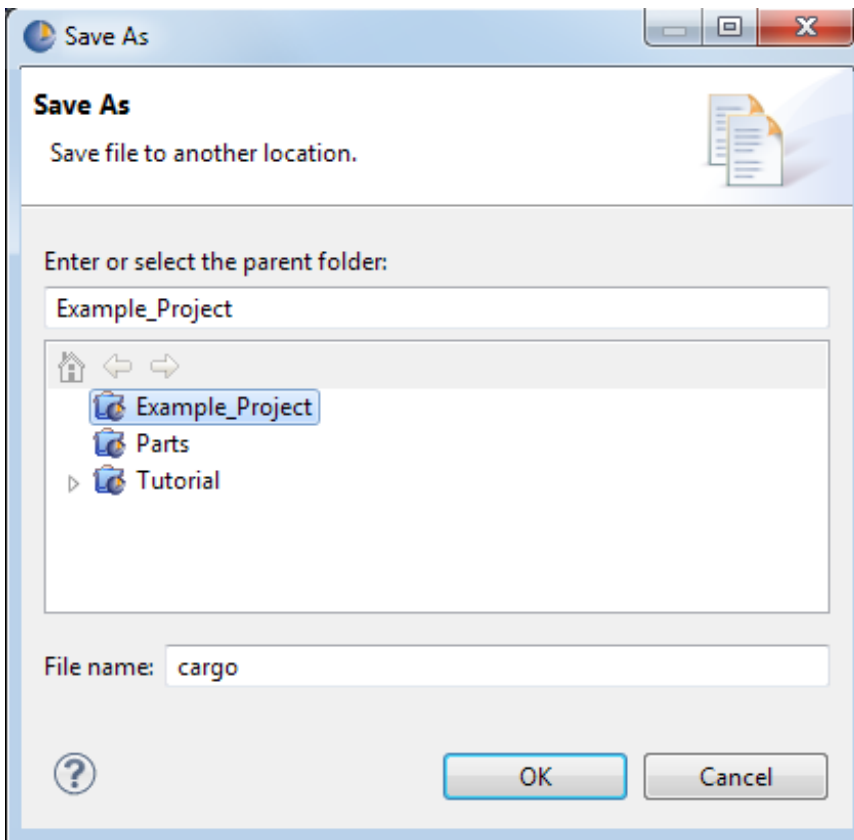 Save As
Save As
Save file to another location.
Enter or select the parent folder:
Example_Project
Example_Project
Parts
Tutorial
File name: cargo
OK Cancel